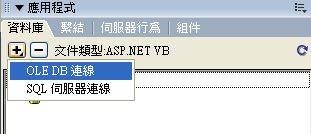 應用程式
資料庫 繫結 伺服器行為 組件
文件類型:ASP.NET VB
OLE DB 連線
SQL 伺服器連線